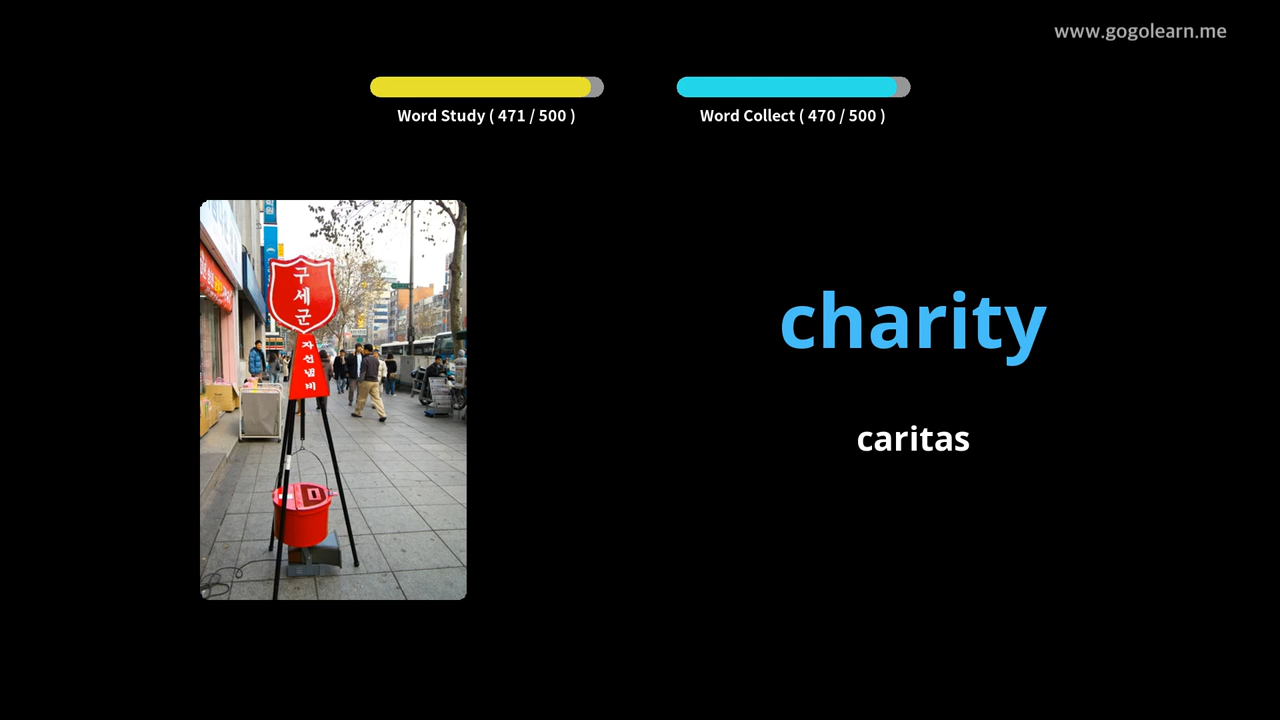 www.gogolearn.me
Word Study ( 471 / 500 )
Word Collect ( 470 / 500 )
구
세
군
자
선
냄
비
charity
caritas